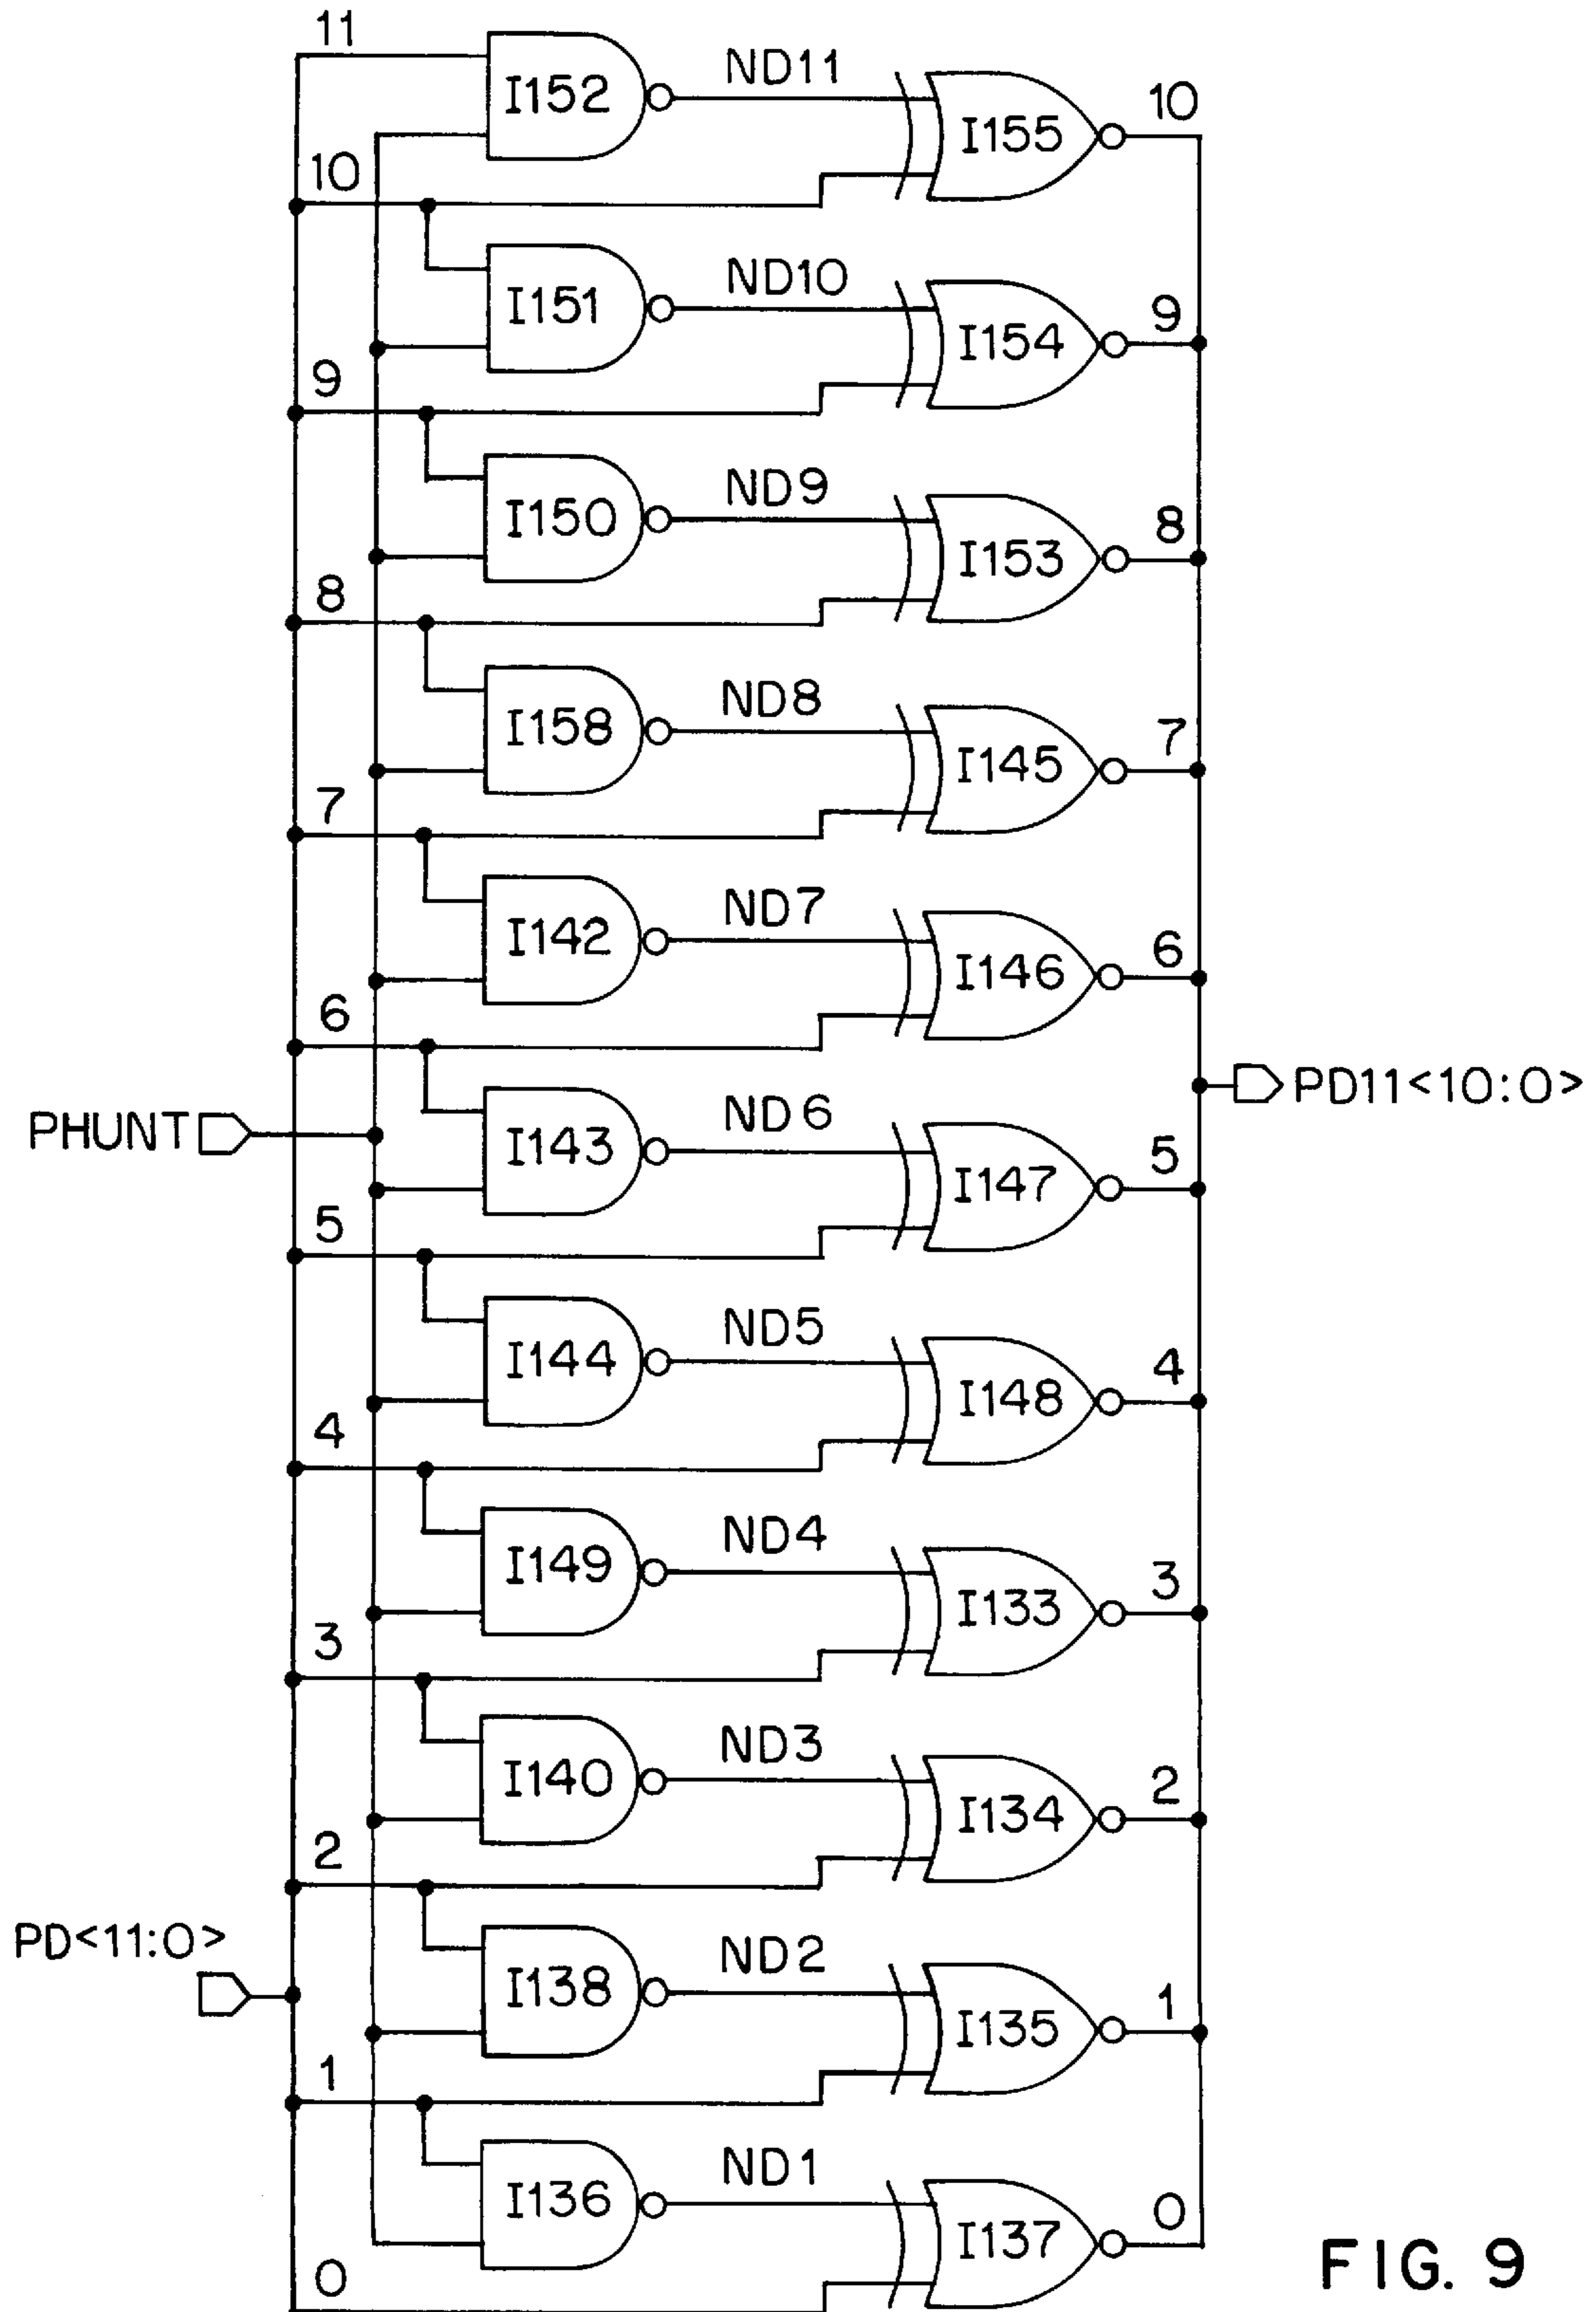 11
I152
ND11
I155
10
10
I151
ND10
I154
9
9
I150
ND9
I153
8
8
I158
ND8
I145
7
7
I142
ND7
I146
6
6
I143
ND6
I147
5
PHUNT
PD11<10:0>
5
I144
ND5
I148
4
4
I149
ND4
I133
3
3
I140
ND3
I134
2
2
PD<11:0>
I138
ND2
I135
1
1
I136
ND1
I137
0
0
FIG. 9